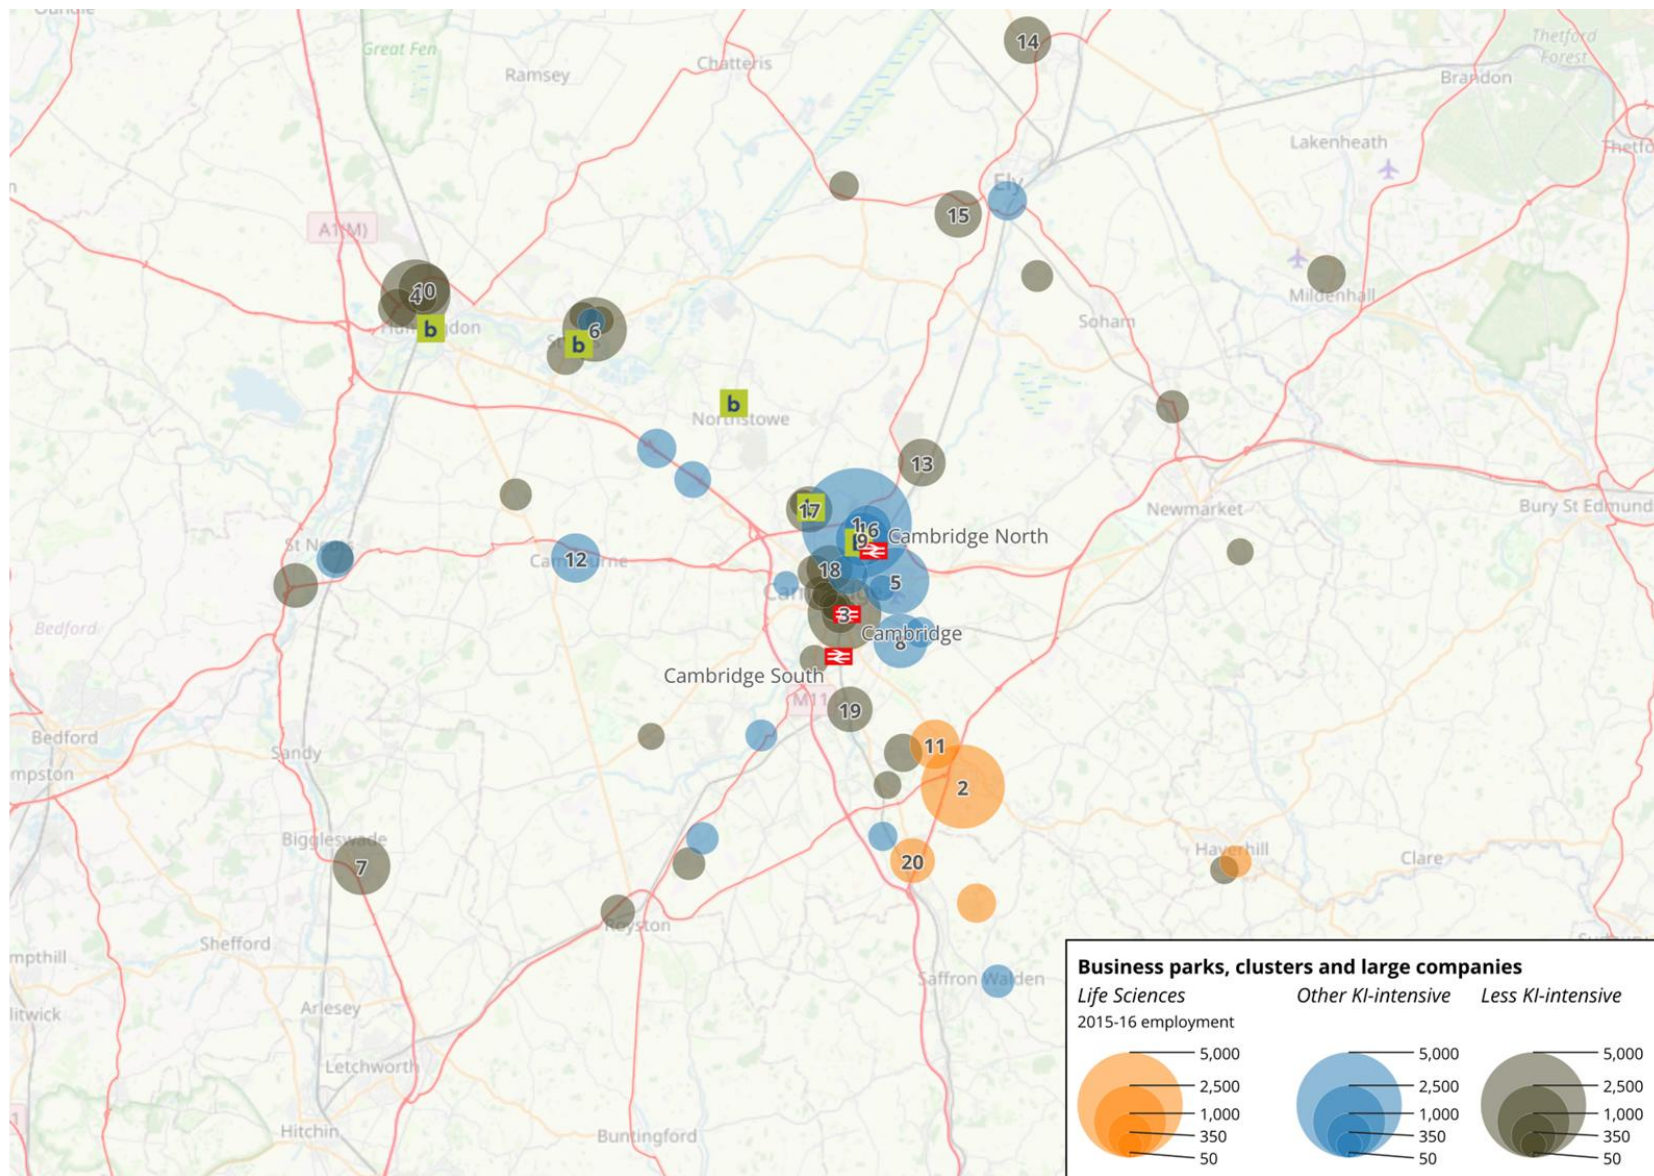 Great Fen
Ramsey
Chatteris
14
Thetford
Forest
Brandon
Lakenheath
Ely
15
A1(M)
Mildenhall
10
4
b
6
b
Soham
b
Northstowe
13
Newmarket
17
1
16
b
9
Cambridge North
St Neots
12
Cambourne
18
5
3
Cambridge
8
Bedford
Cambridge South
M11
19
Bedford
Sandy
11
2
Biggleswade
7
20
Haverhill
Clare
Royston
Shefford
Saffron Walden
Arlesey
Letchworth
Hitchin
Buntingford
Business parks, clusters and large companies
Life Sciences
Other KI-intensive
Less KI-intensive
2015-16 employment
5,000
2,500
1,000
350
50
5,000
2,500
1,000
350
50
5,000
2,500
1,000
350
50